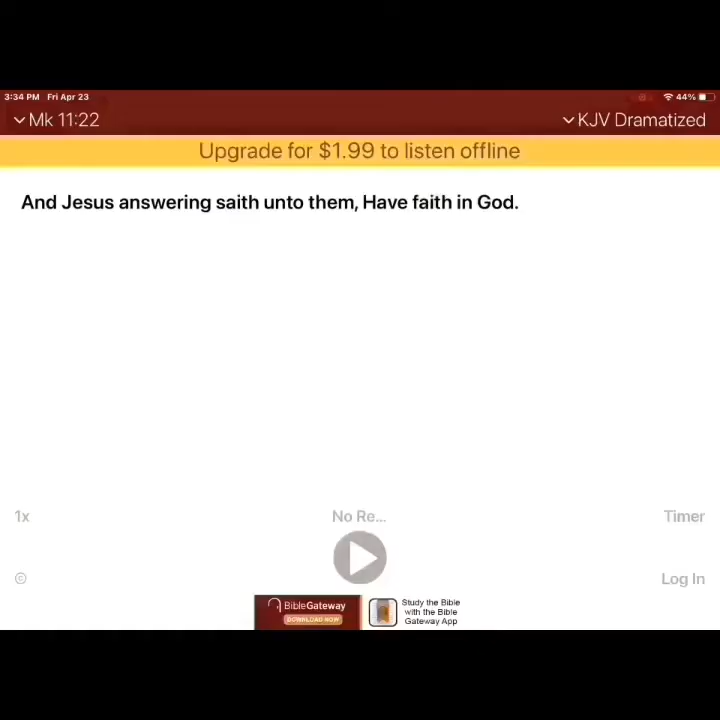 3:34 PM Fri Apr 23
44%
Mk 11:22
KJV Dramatized
Upgrade for $1.99 to listen offline
And Jesus answering saith unto them, Have faith in God.
1x
No Re...
Timer
©
Log In
BibleGateway
DOWNLOAD NOW
Study the Bible
with the Bible
Gateway App